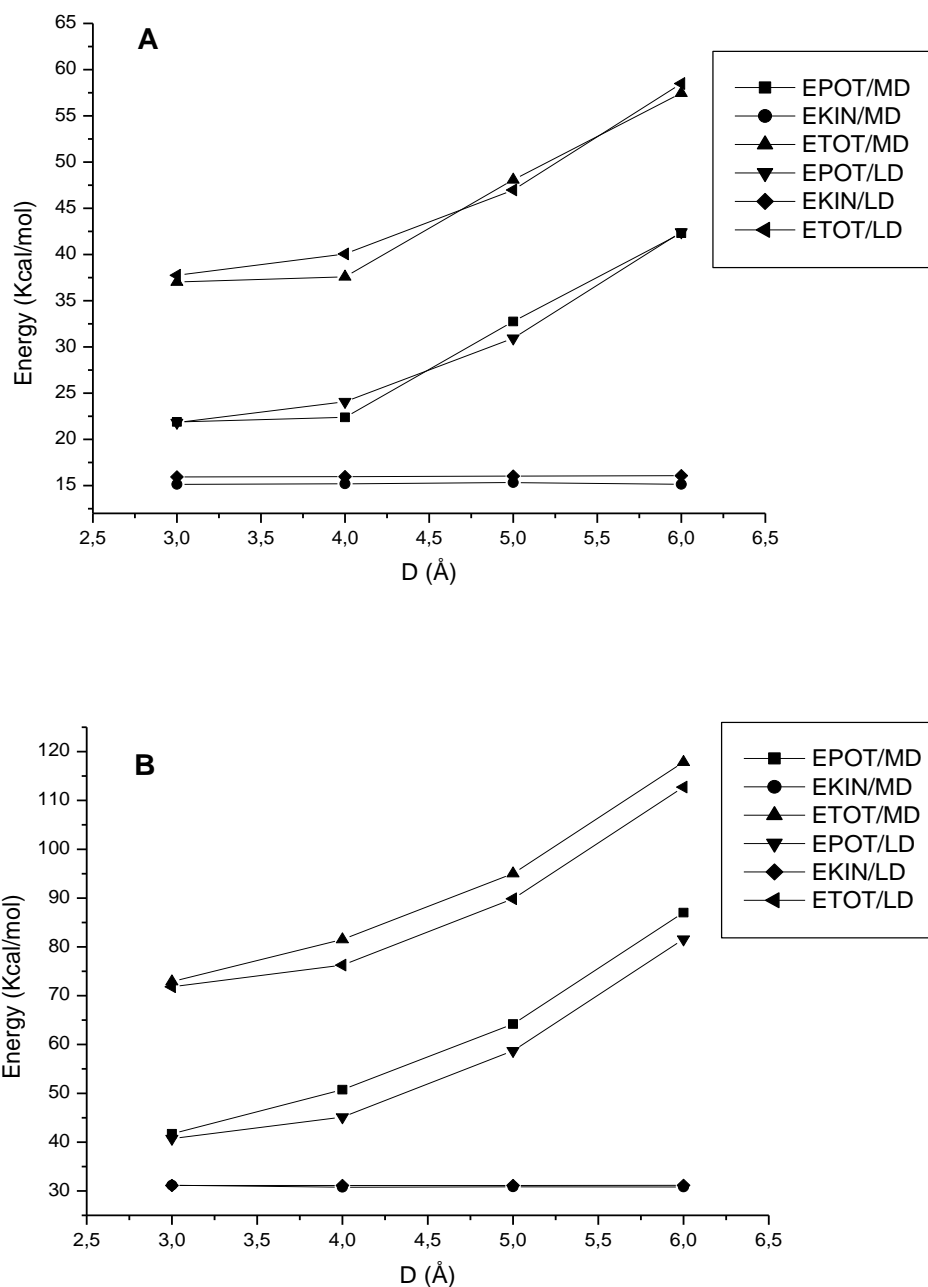 A
65
60
55
50
45
40
35
30
25
20
15
Energy (Kcal/mol)
2,5 3,0 3,5 4,0 4,5 5,0 5,5 6,0 6,5
D (Å)
EPOT/MD
EKIN/MD
ETOT/MD
EPOT/LD
EKIN/LD
ETOT/LD
B
120
110
100
90
80
70
60
50
40
30
Energy (Kcal/mol)
2,5 3,0 3,5 4,0 4,5 5,0 5,5 6,0 6,5
D (Å)
EPOT/MD
EKIN/MD
ETOT/MD
EPOT/LD
EKIN/LD
ETOT/LD